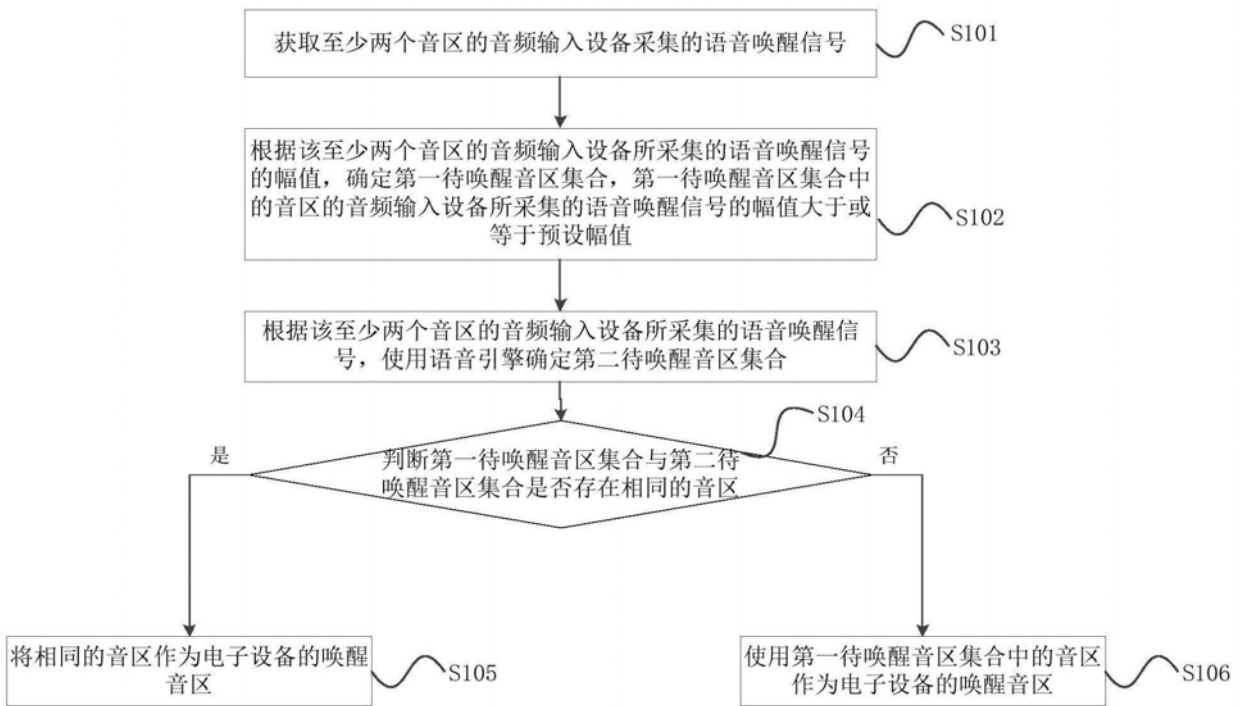 获取至少两个音区的音频输入设备采集的语音唤醒信号
S101
根据该至少两个音区的音频输入设备所采集的语音唤醒信号
的幅值，确定第一待唤醒音区集合，第一待唤醒音区集合中
的音区的音频输入设备所采集的语音唤醒信号的幅值大于或
等于预设幅值
S102
根据该至少两个音区的音频输入设备所采集的语音唤醒信
号，使用语音引擎确定第二待唤醒音区集合
S103
S104
是
判断第一待唤醒音区集合与第二待
唤醒音区集合是否存在相同的音区
否
将相同的音区作为电子设备的唤醒
音区
S105
使用第一待唤醒音区集合中的音区
作为电子设备的唤醒音区
S106